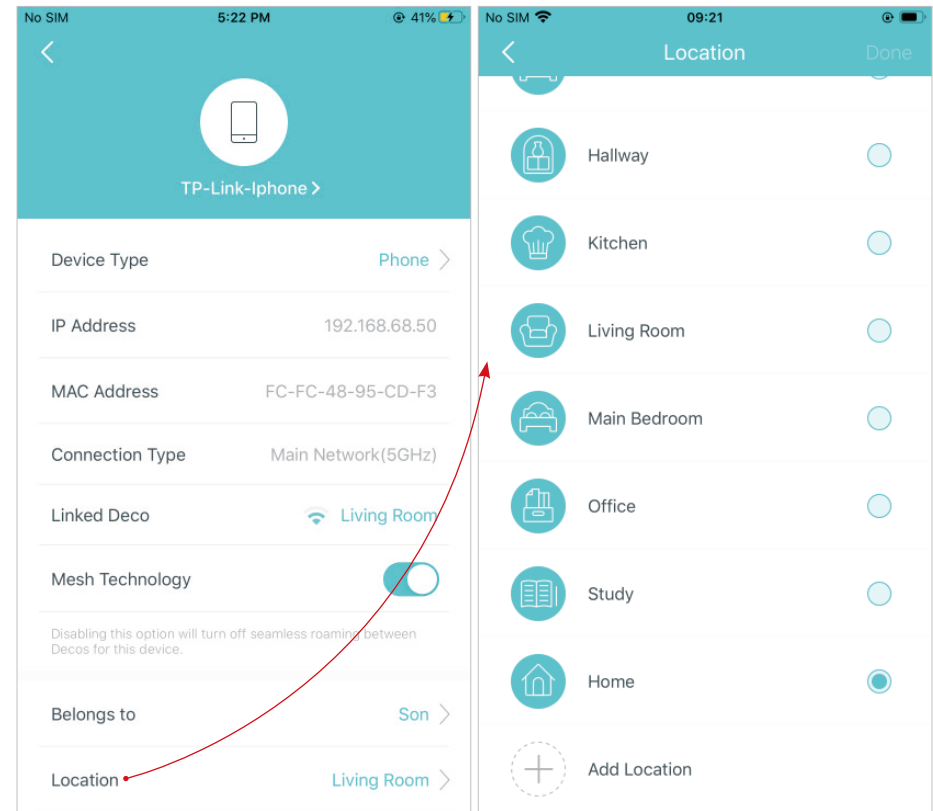 No SIM 5:22 PM 41%
TP-Link-Iphone >
Device Type Phone >
IP Address 192.168.68.50
MAC Address FC-FC-48-95-CD-F3
Connection Type Main Network(5GHz)
Linked Deco Living Room
Mesh Technology
Disabling this option will turn off seamless roaming between
Decos for this device.
Belongs to Son >
Location Living Room >
No SIM 09:21
Location Done
Hallway
Kitchen
Living Room
Main Bedroom
Office
Study
Home
Add Location